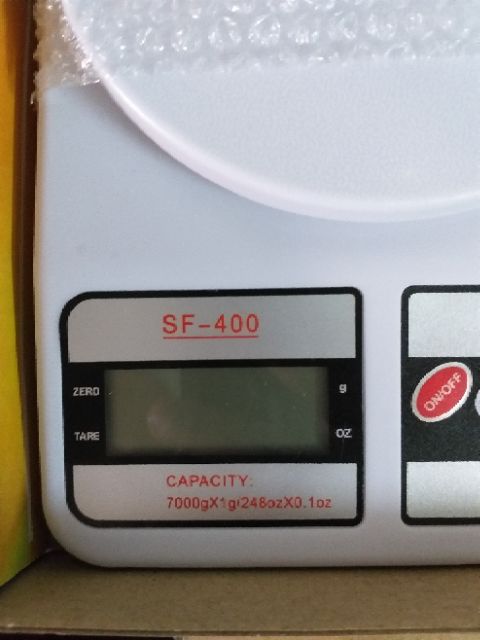 SF-400
ZERO
g
TARE
OZ
CAPACITY:
7000gX1g/248ozX0.1oz
ON/OFF